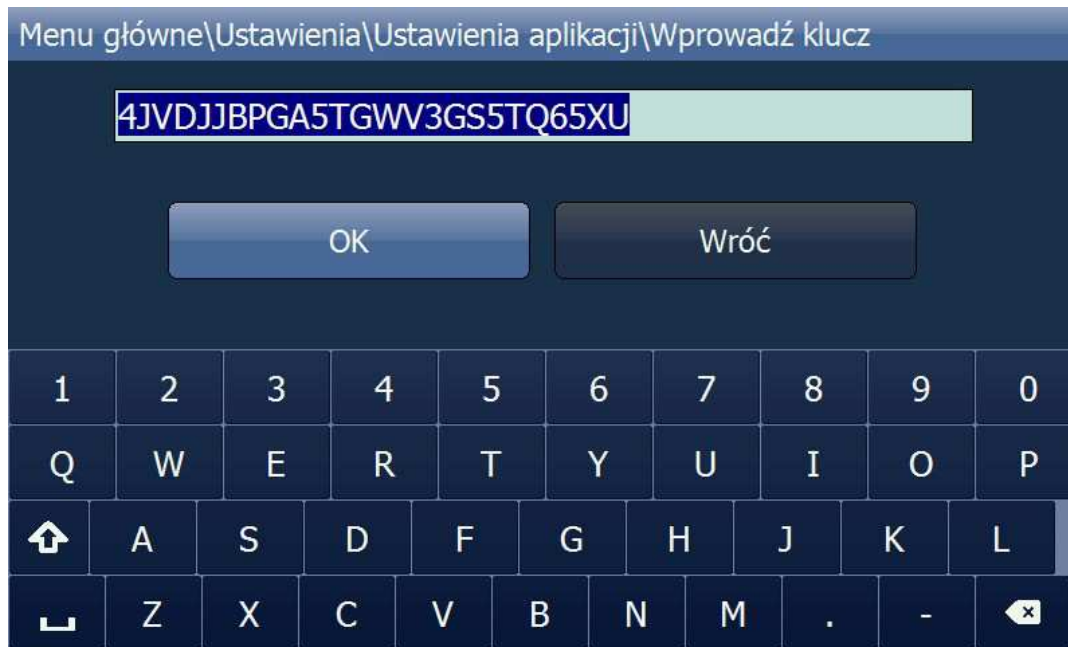 Menu główne\Ustawienia\Ustawienia aplikacji\Wprowadź klucz
4JVDJJBPGA5TGWV3GS5TQ65XU
OK Wróć
1 2 3 4 5 6 7 8 9 0
Q W E R T Y U I O P
A S D F G H J K L
Z X C V B N M . -